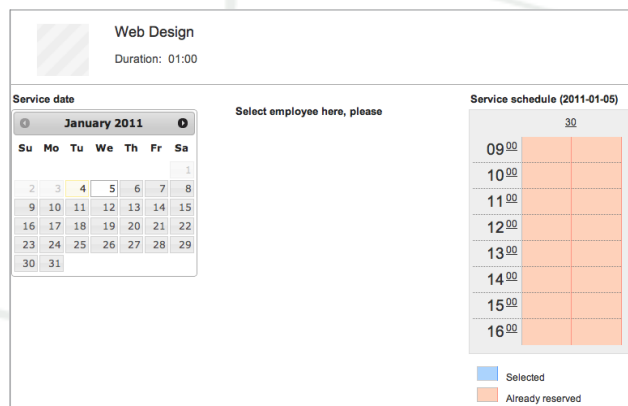 Web Design
Duration: 01:00
Service date
January 2011
Su Mo Tu We Th Fr Sa
1
2 3 4 5 6 7 8
9 10 11 12 13 14 15
16 17 18 19 20 21 22
23 24 25 26 27 28 29
30 31
Select employee here, please
Service schedule (2011-01-05)
30
09 00
10 00
11 00
12 00
13 00
14 00
15 00
16 00
Selected
Already reserved